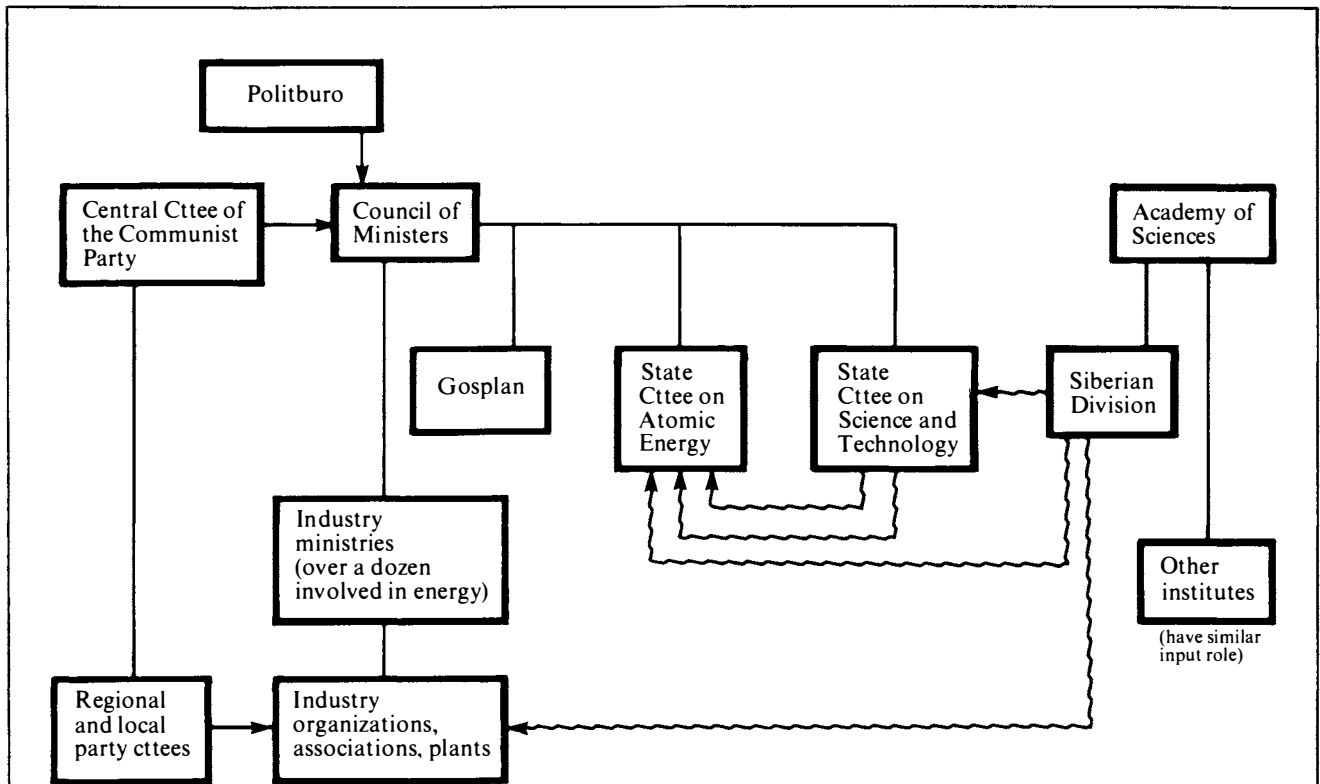 Politburo
Central Cttee of
the Communist
Party
Council of
Ministers
Academy of
Sciences
Gosplan
State
Cttee on
Atomic
Energy
State
Cttee on
Science and
Technology
Siberian
Division
Industry
ministries
(over a dozen
involved in energy)
Other
institutes
(have similar
input role)
Regional
and local
party cttees
Industry
organizations,
associations, plants